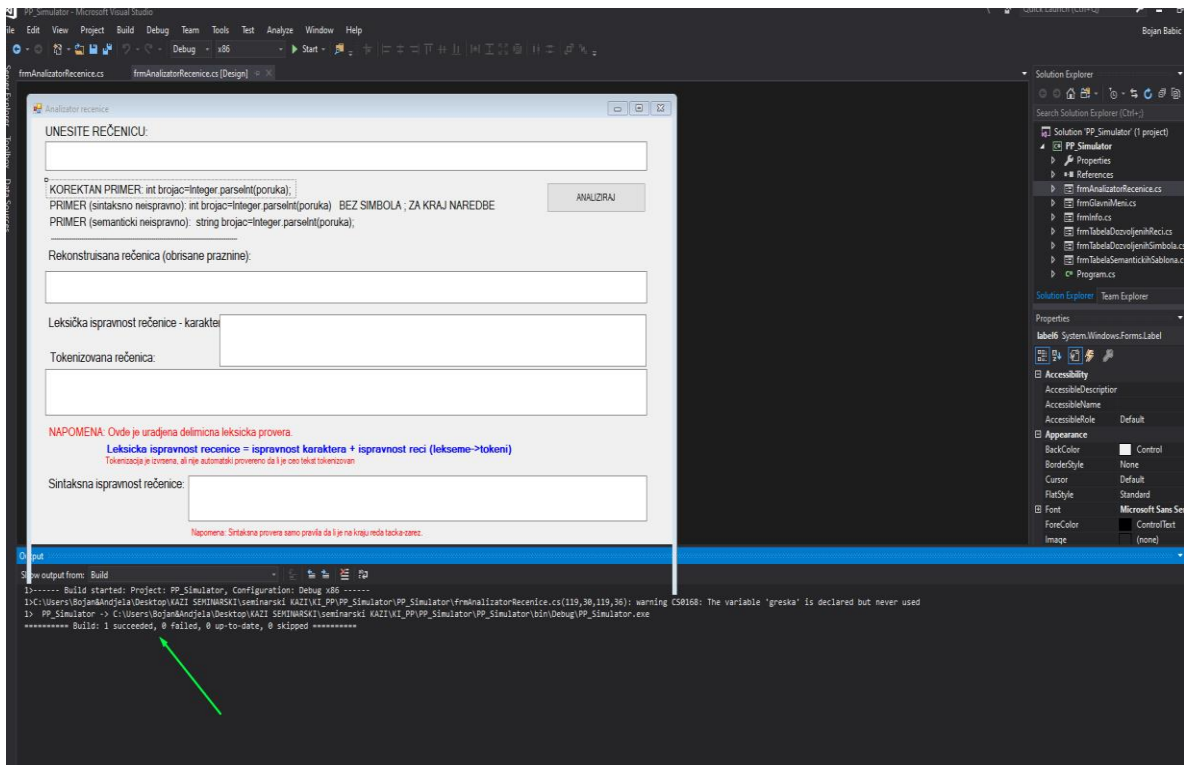 PP_Simulator - Microsoft Visual Studio
Quick Launch (Ctrl+Q)
File Edit View Project Build Debug Team Tools Test Analyze Window Help
Bojan Babic
Debug x86 Start
frmAnalizatorRecenice.cs frmAnalizatorRecenice.cs [Design]
Server Explorer Toolbox Data Sources
Analizator recenice
UNESITE REČENICU:
KOREKTAN PRIMER: int brojac=Integer.parseInt(poruka);
PRIMER (sintaksno neispravno): int brojac=Integer.parseInt(poruka) BEZ SIMBOLA ; ZA KRAJ NAREDBE
PRIMER (semanticki neispravno): string brojac=Integer.parseInt(poruka);
ANALIZIRAJ
Rekonstruisana rečenica (obrisane praznine):
Leksička ispravnost rečenice - karakter
Tokenizovana rečenica:
NAPOMENA: Ovde je uradjena delimicna leksicka provera.
Leksicka ispravnost recenice = ispravnost karaktera + ispravnost reci (lekseme->tokeni)
Tokenizacija je izvrsena, ali nije automatski provereno da li je ceo tekst tokenizovan
Sintaksna ispravnost rečenice:
Napomena: Sintaksna provera samo pravila da li je na kraju reda tacka-zarez.
Solution Explorer
Search Solution Explorer (Ctrl+;)
Solution 'PP_Simulator' (1 project)
PP_Simulator
Properties
References
frmAnalizatorRecenice.cs
frmGlavniMeni.cs
frmInfo.cs
frmTabelaDozvoljenihReci.cs
frmTabelaDozvoljenihSimbola.cs
frmTabelaSemantickihSablona.c
Program.cs
Solution Explorer Team Explorer
Properties
label6 System.Windows.Forms.Label
Accessibility
AccessibleDescription
AccessibleName
AccessibleRole Default
Appearance
BackColor Control
BorderStyle None
Cursor Default
FlatStyle Standard
Font Microsoft Sans Ser
ForeColor ControlText
Image (none)
Output
Show output from: Build
1>------ Build started: Project: PP_Simulator, Configuration: Debug x86 ------
1>C:\Users\Bojan&Andjela\Desktop\KAZI SEMINARSKI\seminarski KAZI\KI_PP\PP_Simulator\PP_Simulator\frmAnalizatorRecenice.cs(119,30,119,36): warning CS0168: The variable 'greska' is declared but never used
1> PP_Simulator -> C:\Users\Bojan&Andjela\Desktop\KAZI SEMINARSKI\seminarski KAZI\KI_PP\PP_Simulator\PP_Simulator\bin\Debug\PP_Simulator.exe
========== Build: 1 succeeded, 0 failed, 0 up-to-date, 0 skipped ==========